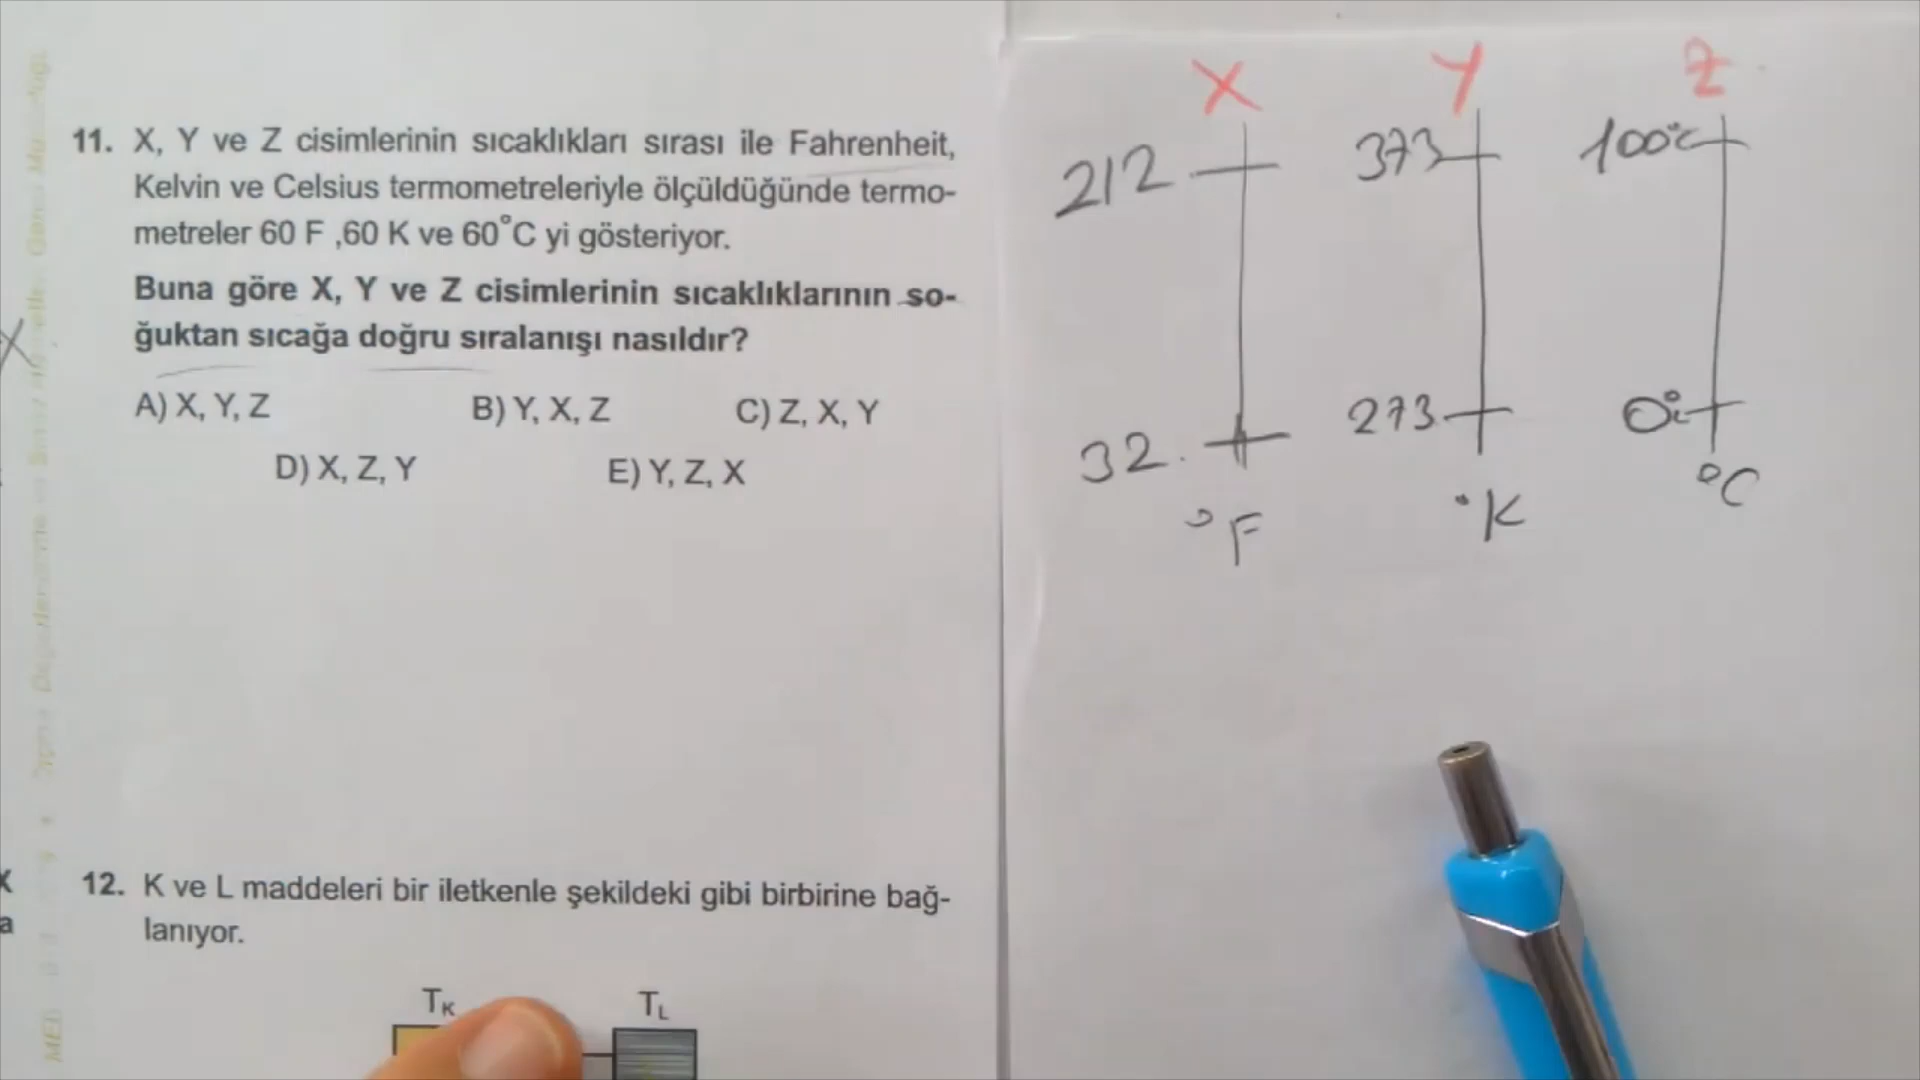 11. X, Y ve Z cisimlerinin sıcaklıkları sırası ile Fahrenheit,
Kelvin ve Celsius termometreleriyle ölçüldüğünde termo-
metreler 60 F ,60 K ve 60°C yi gösteriyor.
Buna göre X, Y ve Z cisimlerinin sıcaklıklarının so-
ğuktan sıcağa doğru sıralanışı nasıldır?
A) X, Y, Z B) Y, X, Z C) Z, X, Y
D) X, Z, Y E) Y, Z, X
12. K ve L maddeleri bir iletkenle şekildeki gibi birbirine bağ-
lanıyor.
TK TL
X Y Z
212 373 100°C
32 273 0°C
°F °K °C
X
a
MEB